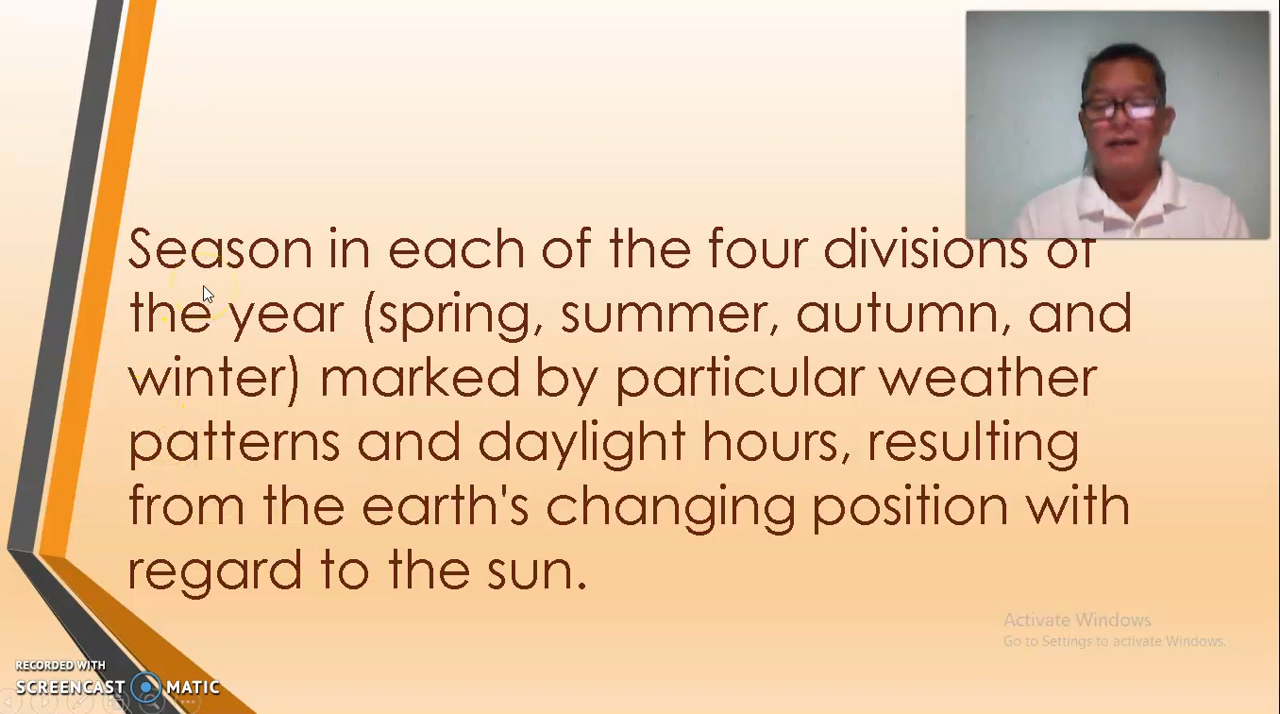 Season in each of the four divisions of
the year (spring, summer, autumn, and
winter) marked by particular weather
patterns and daylight hours, resulting
from the earth's changing position with
regard to the sun.
Activate Windows
Go to Settings to activate Windows.
RECORDED WITH
SCREENCAST MATIC